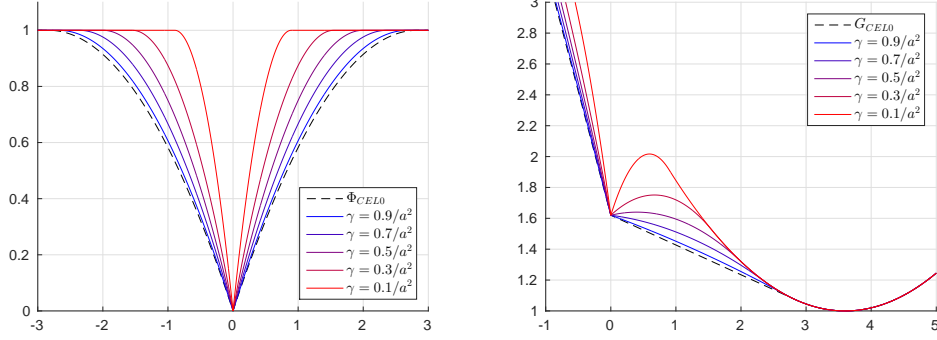 1
0.8
0.6
0.4
0.2
0
-3
-2
-1
0
1
2
3
Φ_{CEL0}
γ = 0.9/a²
γ = 0.7/a²
γ = 0.5/a²
γ = 0.3/a²
γ = 0.1/a²
3
2.8
2.6
2.4
2.2
2
1.8
1.6
1.4
1.2
1
-1
0
1
2
3
4
5
G_{CEL0}
γ = 0.9/a²
γ = 0.7/a²
γ = 0.5/a²
γ = 0.3/a²
γ = 0.1/a²